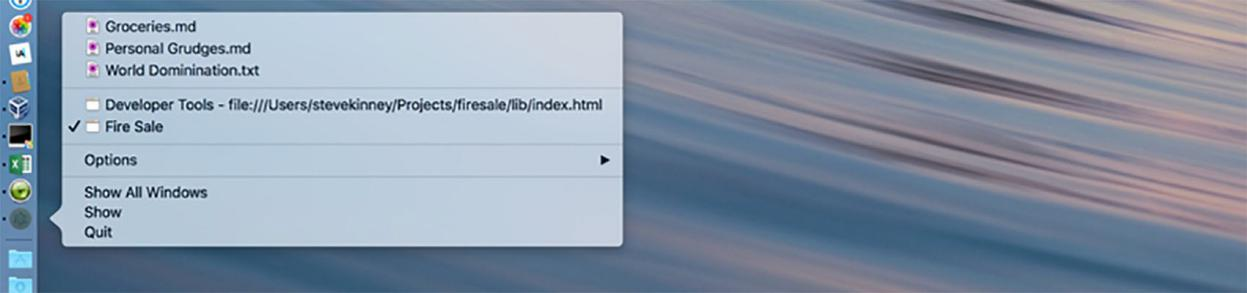 Groceries.md
Personal Grudges.md
World Dominination.txt
Developer Tools - file:///Users/stevekinney/Projects/firesale/lib/index.html
✓ Fire Sale
Options
Show All Windows
Show
Quit